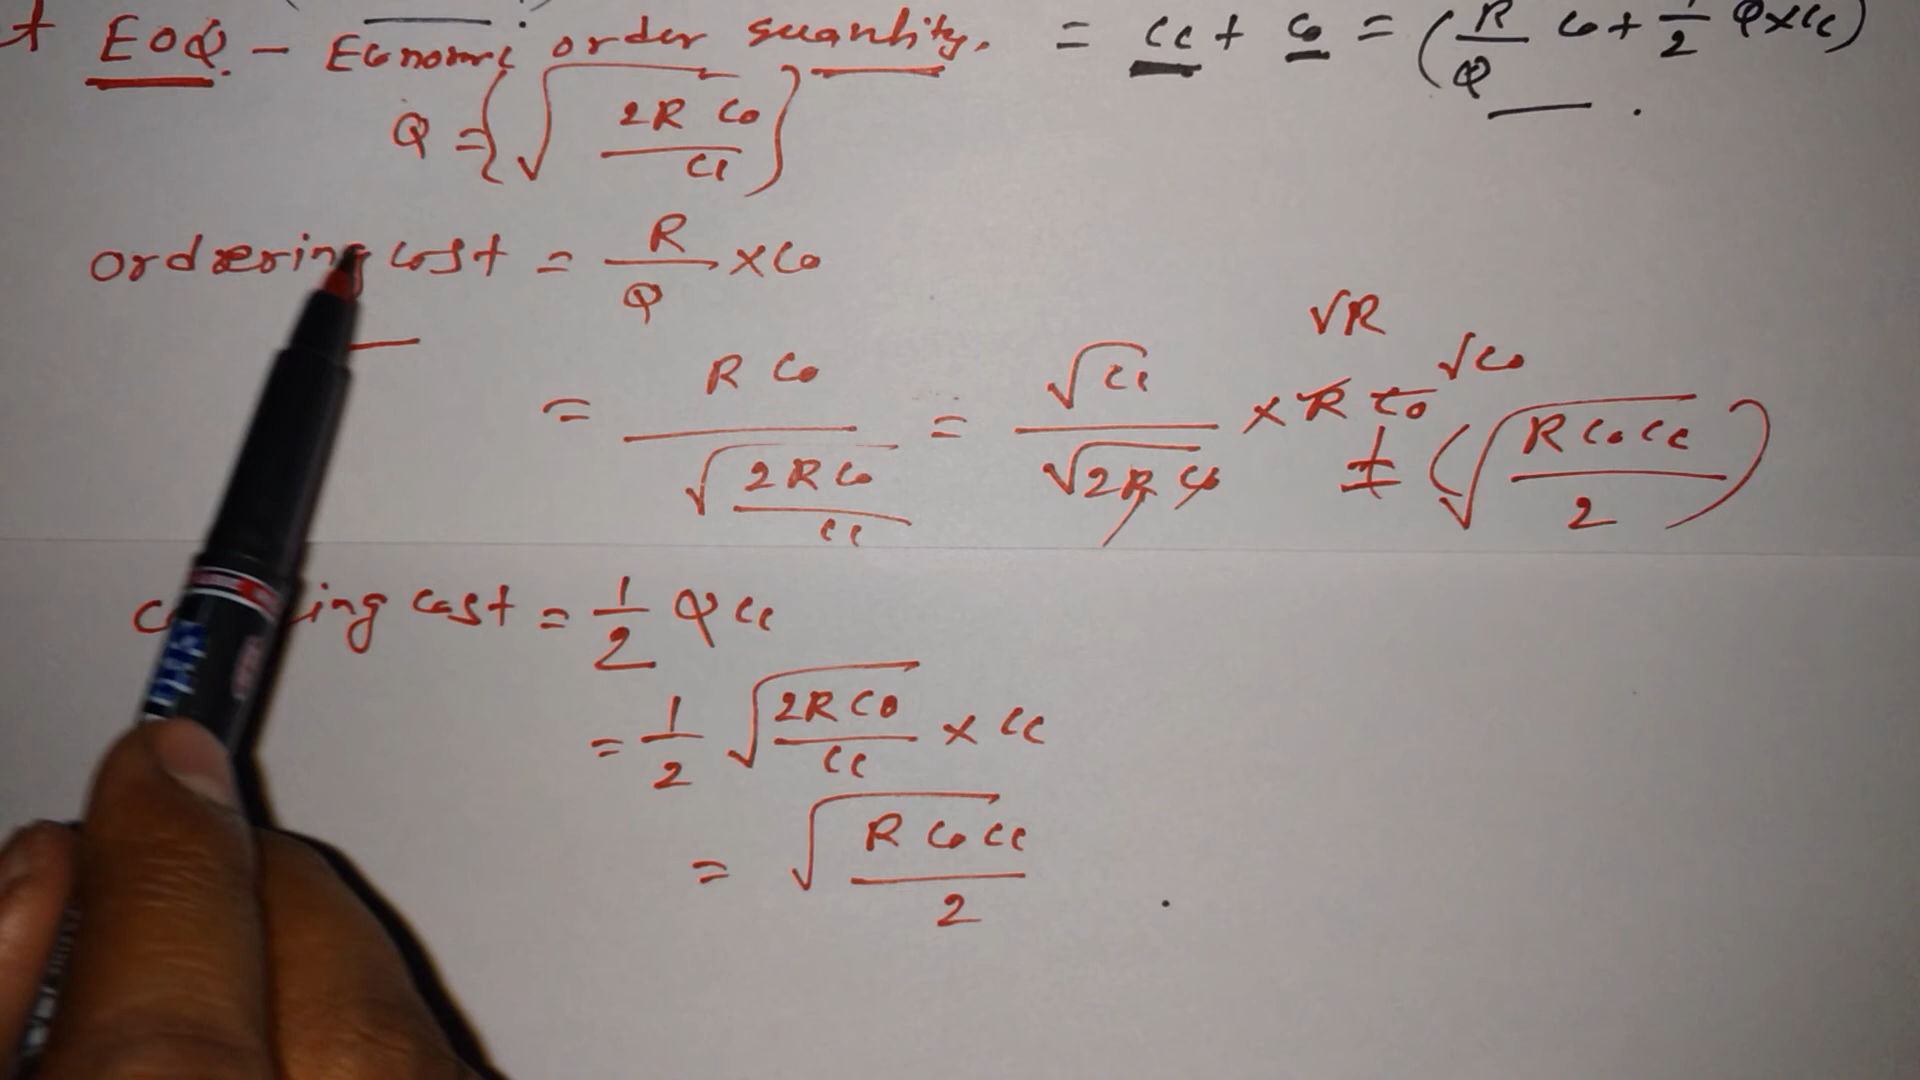 EOQ - Economic order quantity. = Cc + Co = (R/Q Co + 1/2 Q x Cc).
Q = {√(2R Co / Cc)}
ordering cost = R/Q x Co
√R √Co
= R Co / √(2R Co / Cc) = √Cc / √(2R Co) x R Co = (√(R Co Cc / 2))
ing cost = 1/2 Q Cc
= 1/2 √(2R Co / Cc) x Cc
= √(R Co Cc / 2)